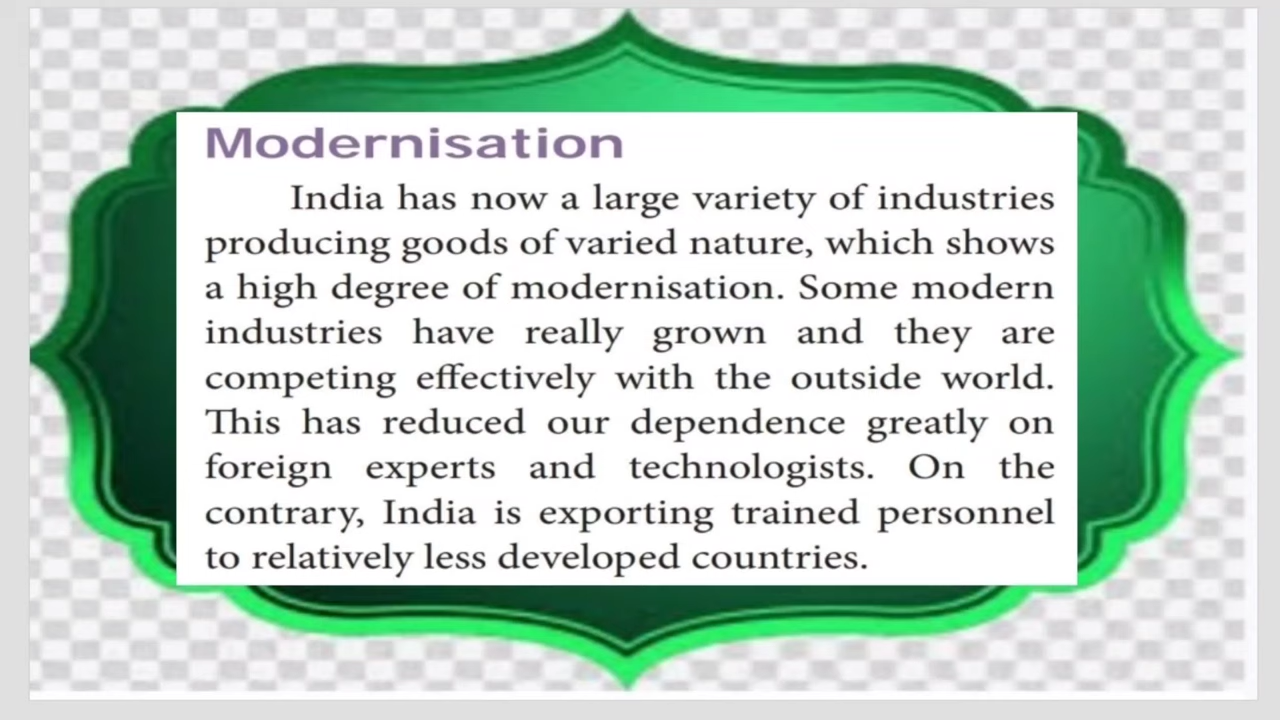 Modernisation
India has now a large variety of industries
producing goods of varied nature, which shows
a high degree of modernisation. Some modern
industries have really grown and they are
competing effectively with the outside world.
This has reduced our dependence greatly on
foreign experts and technologists. On the
contrary, India is exporting trained personnel
to relatively less developed countries.